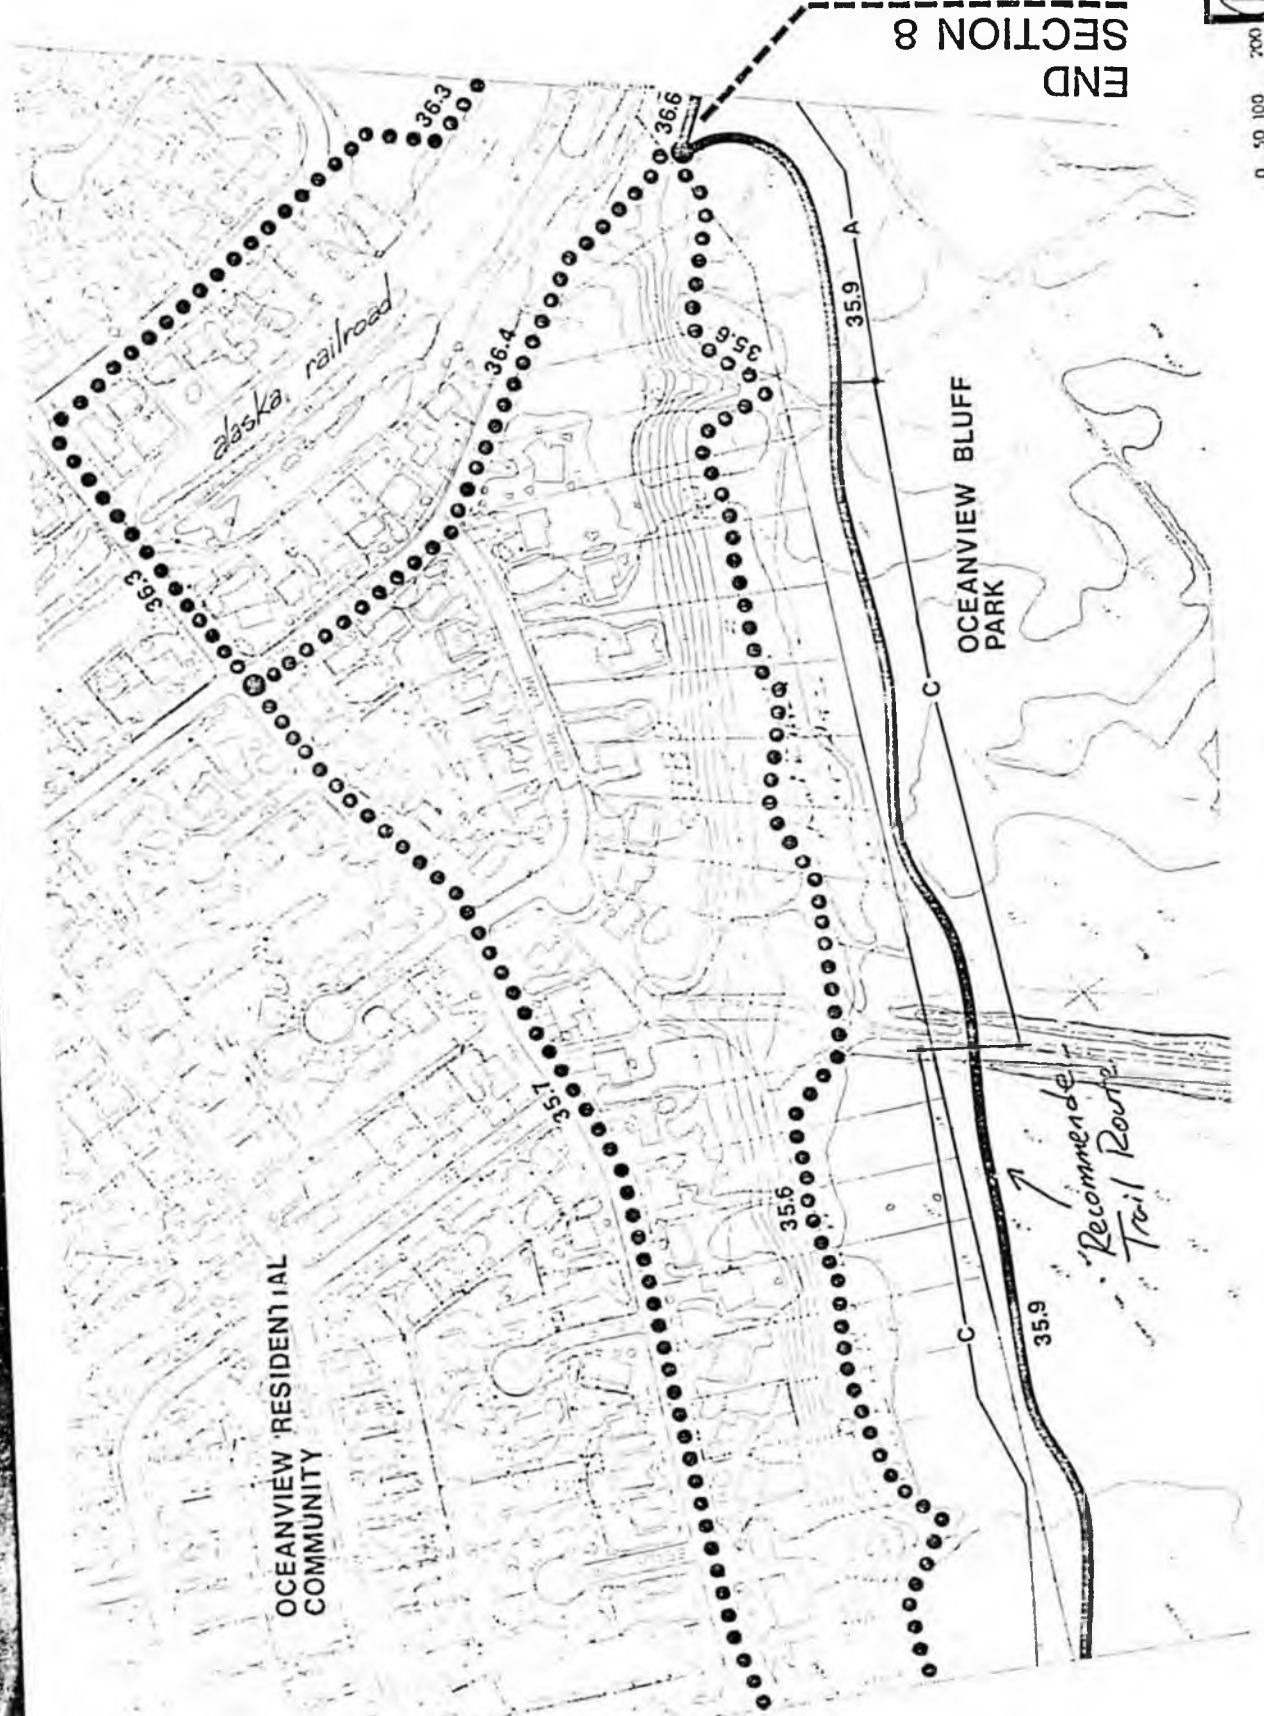 END
SECTION 8
0 50 100 200
36.3
36.6
alaska railroad
36.4
35.9
A
35.6
OCEANVIEW BLUFF
PARK
36.3
C
35.7
35.6
Trail Route
C
35.9
OCEANVIEW RESIDENTIAL
COMMUNITY